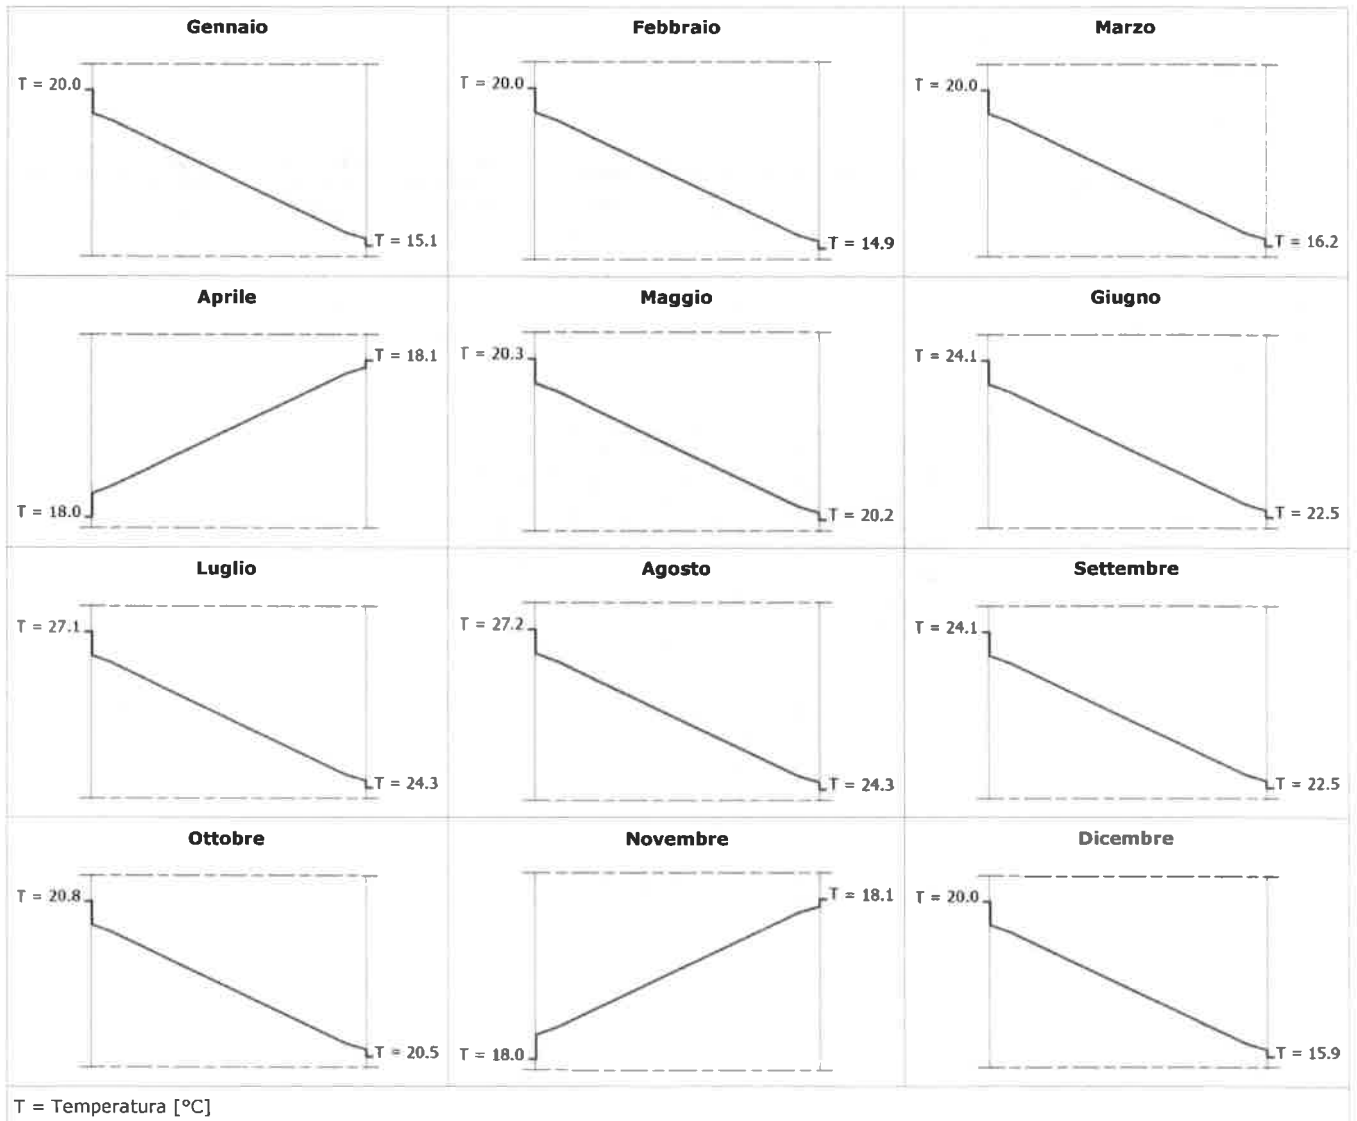 Gennaio
T = 20.0
T = 15.1
Febbraio
T = 20.0
T = 14.9
Marzo
T = 20.0
T = 16.2
Aprile
T = 18.1
T = 18.0
Maggio
T = 20.3
T = 20.2
Giugno
T = 24.1
T = 22.5
Luglio
T = 27.1
T = 24.3
Agosto
T = 27.2
T = 24.3
Settembre
T = 24.1
T = 22.5
Ottobre
T = 20.8
T = 20.5
Novembre
T = 18.1
T = 18.0
Dicembre
T = 20.0
T = 15.9
T = Temperatura [°C]